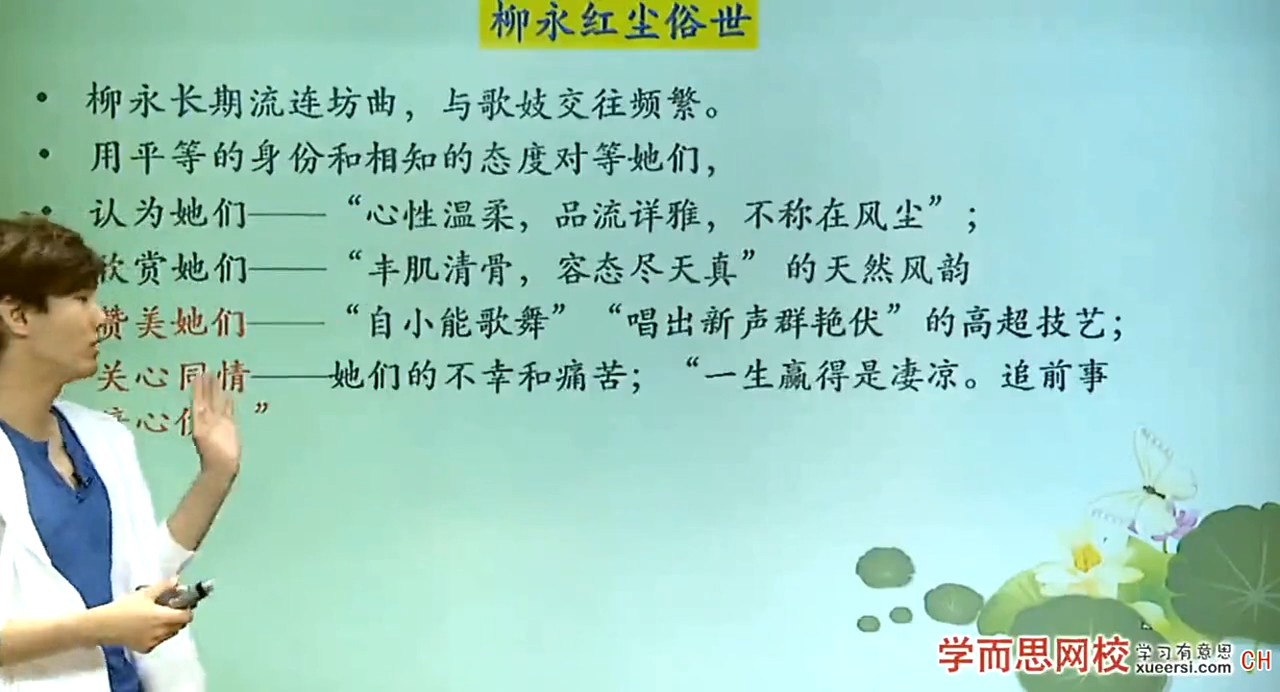 柳永红尘俗世
• 柳永长期流连坊曲，与歌妓交往频繁。
• 用平等的身份和相知的态度对等她们，
• 认为她们——“心性温柔，品流详雅，不称在风尘”；
欣赏她们——“丰肌清骨，容态尽天真” 的天然风韵
赞美她们——“自小能歌舞” “唱出新声群艳伏” 的高超技艺；
关心同情——她们的不幸和痛苦；“一生赢得是凄凉。追前事
心 ”
学而思网校 学习有意思
xueersi.com CH